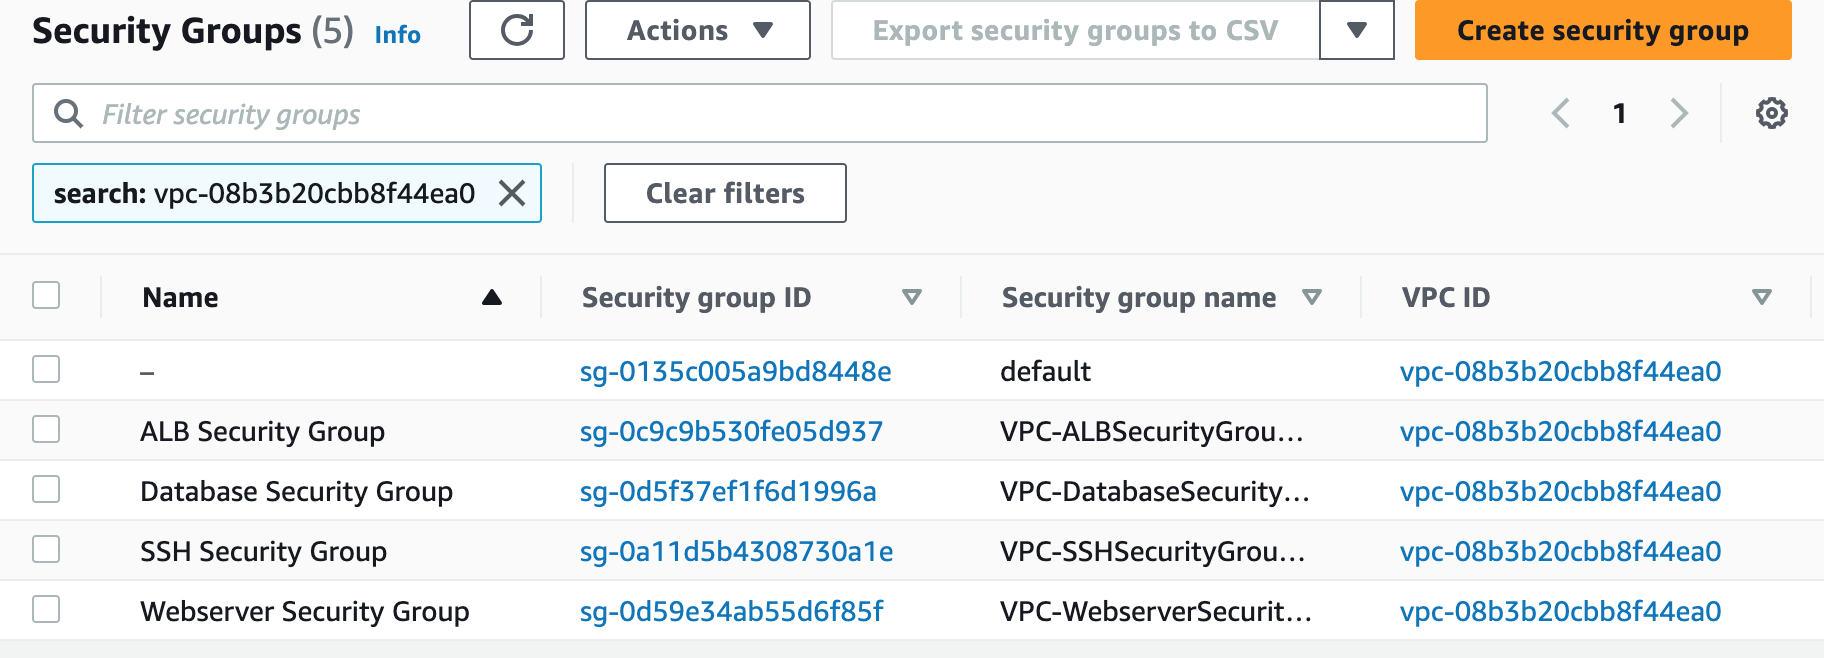 Security Groups (5) Info Actions Export security groups to CSV Create security group
Filter security groups 1
search: vpc-08b3b20cbb8f44ea0 Clear filters
Name Security group ID Security group name VPC ID
– sg-0135c005a9bd8448e default vpc-08b3b20cbb8f44ea0
ALB Security Group sg-0c9c9b530fe05d937 VPC-ALBSecurityGrou... vpc-08b3b20cbb8f44ea0
Database Security Group sg-0d5f37ef1f6d1996a VPC-DatabaseSecurity... vpc-08b3b20cbb8f44ea0
SSH Security Group sg-0a11d5b4308730a1e VPC-SSHSecurityGrou... vpc-08b3b20cbb8f44ea0
Webserver Security Group sg-0d59e34ab55d6f85f VPC-WebserverSecurit... vpc-08b3b20cbb8f44ea0